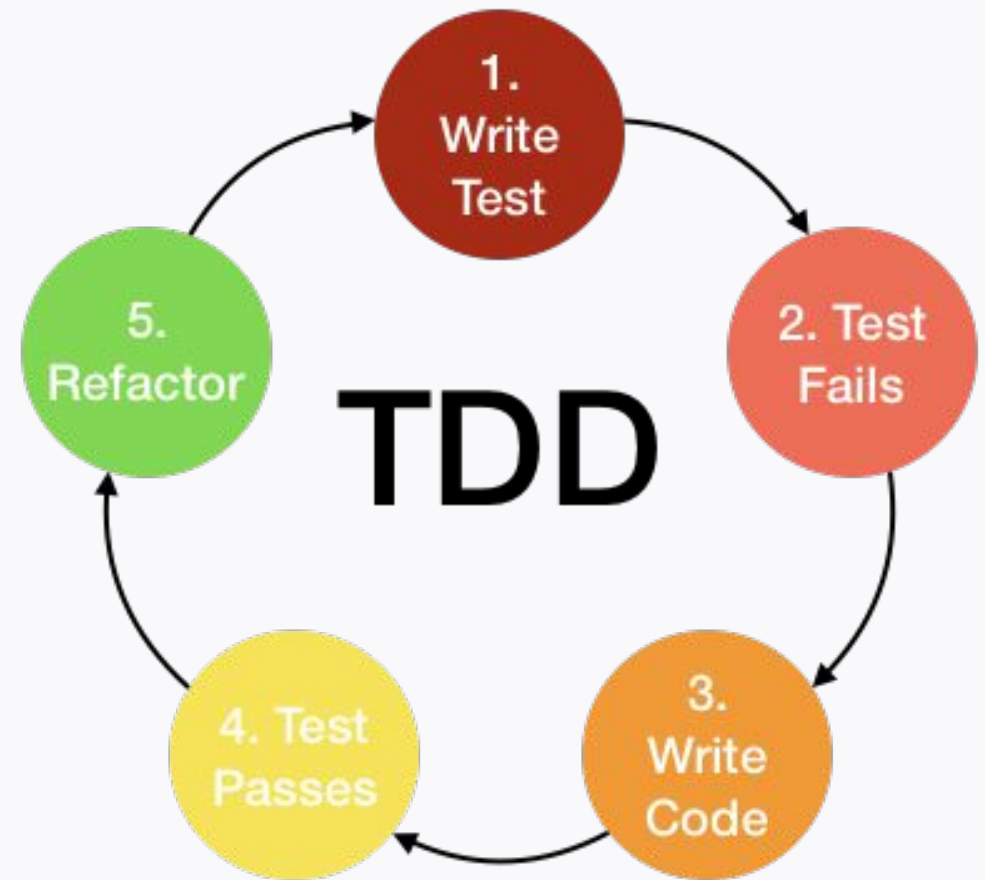 1.
Write
Test
2. Test
Fails
3.
Write
Code
4. Test
Passes
5.
Refactor
TDD